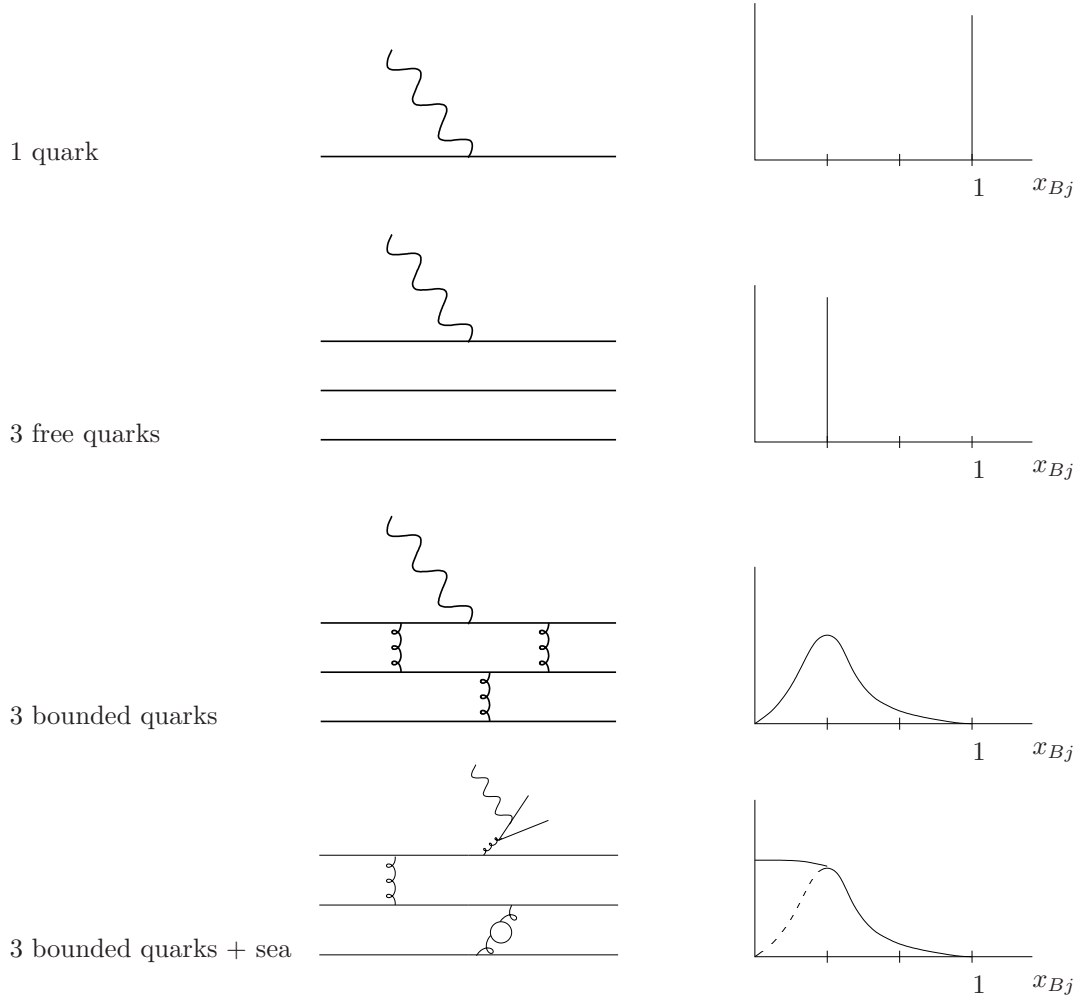 1 quark
1 x_{Bj}
3 free quarks
1 x_{Bj}
3 bounded quarks
1 x_{Bj}
3 bounded quarks + sea
1 x_{Bj}